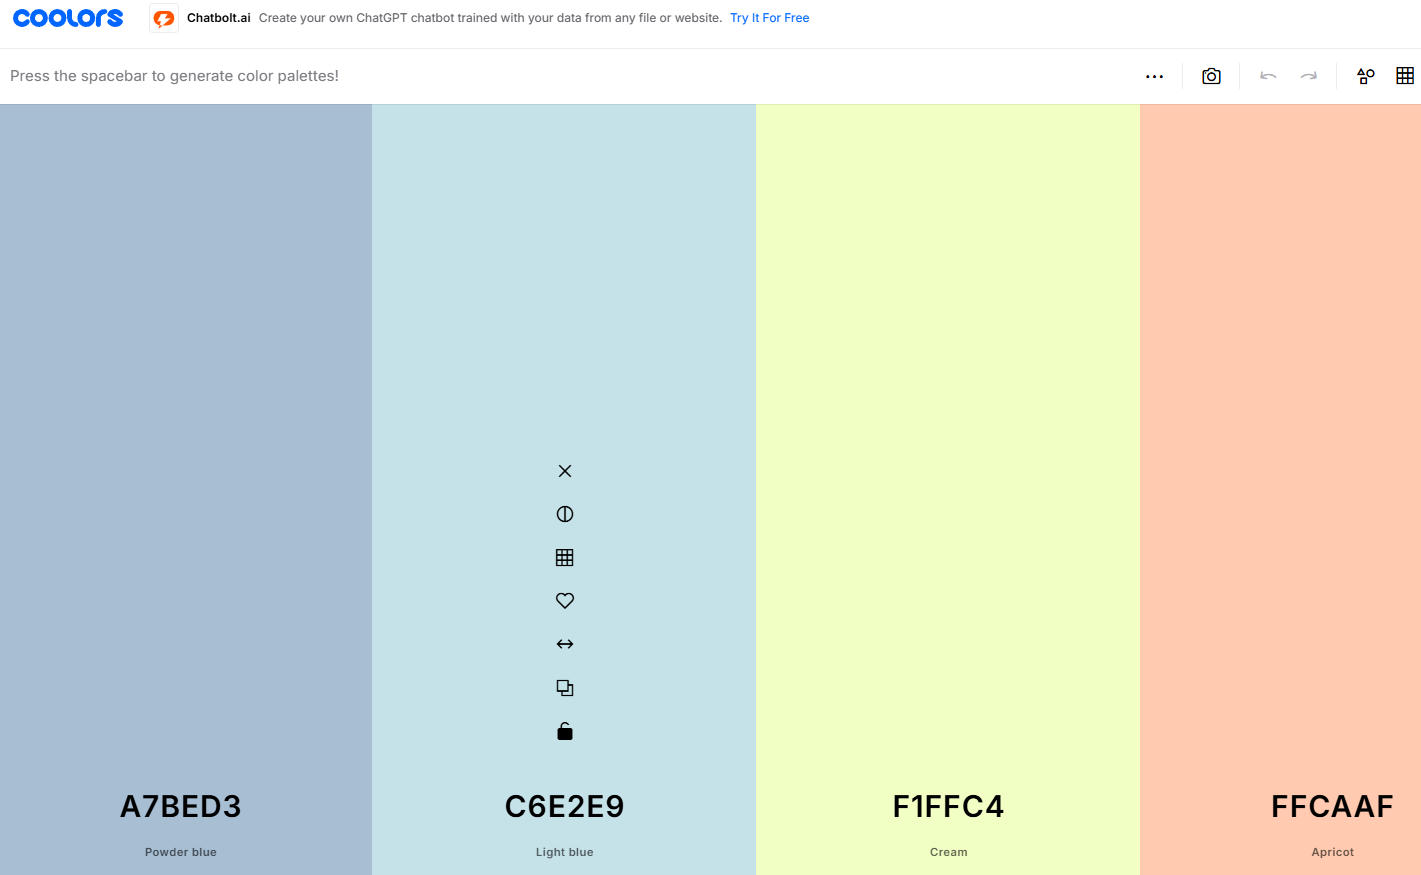 coolors
Chatbolt.ai Create your own ChatGPT chatbot trained with your data from any file or website. Try It For Free
Press the spacebar to generate color palettes!
A7BED3
Powder blue
C6E2E9
Light blue
F1FFC4
Cream
FFCAAF
Apricot